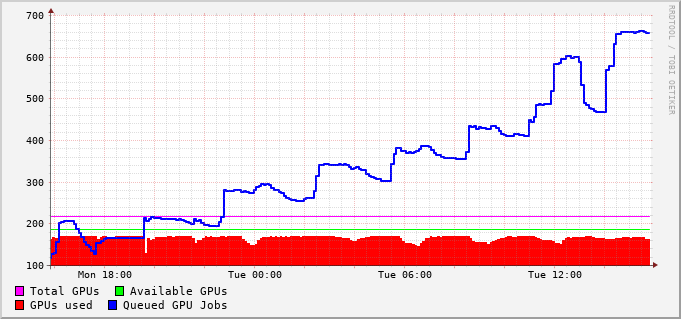 700
600
500
400
300
200
100
Mon 18:00 Tue 00:00 Tue 06:00 Tue 12:00
Total GPUs Available GPUs
GPUs used Queued GPU Jobs
RRDTOOL / TOBI OETIKER